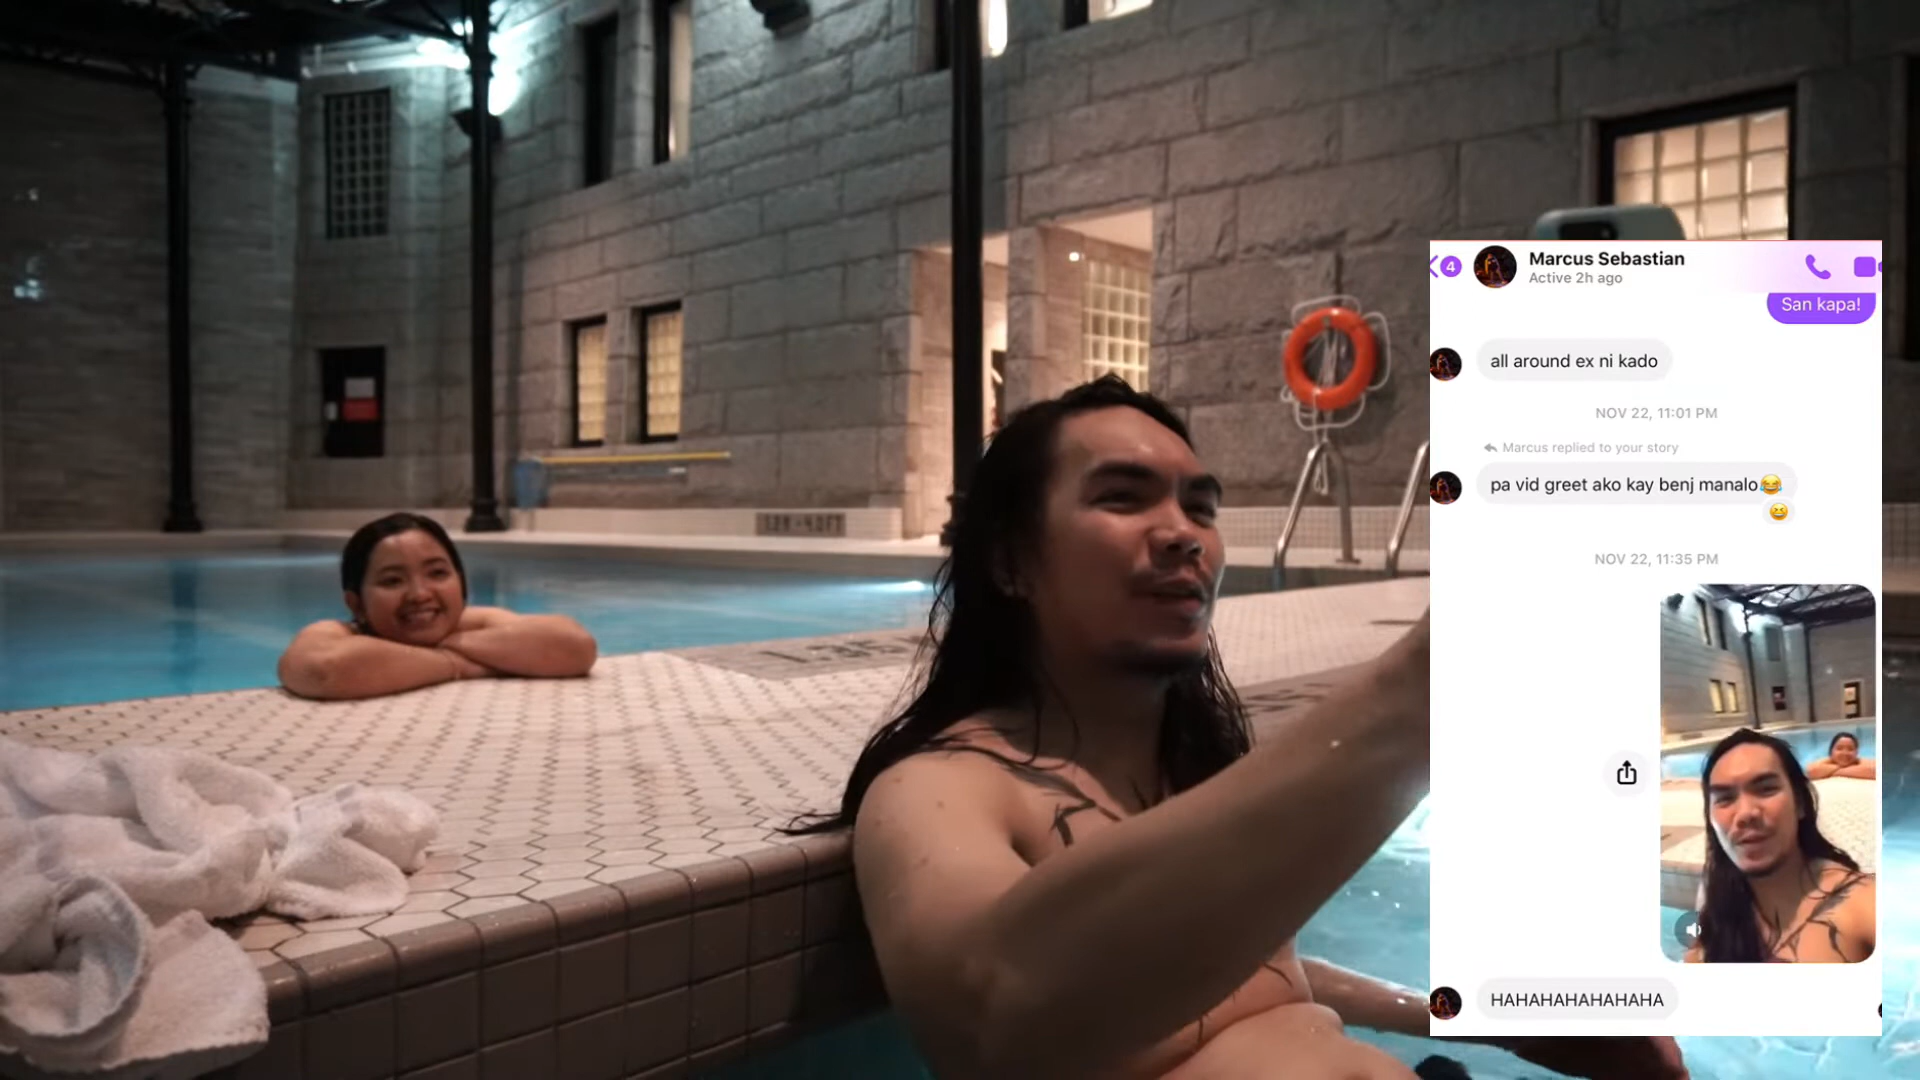 4
Marcus Sebastian
Active 2h ago
San kapa!
all around ex ni kado
NOV 22, 11:01 PM
Marcus replied to your story
pa vid greet ako kay benj manalo😂
😆
NOV 22, 11:35 PM
HAHAHAHAHAHAHA